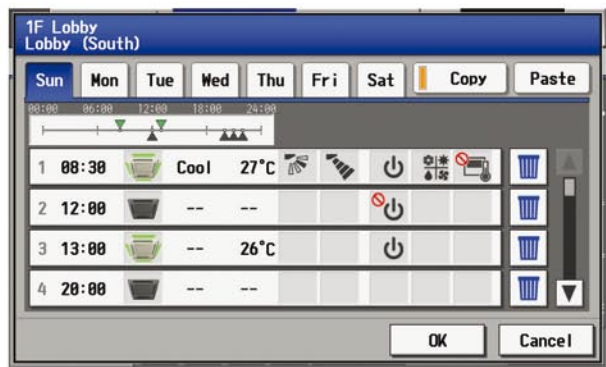 1F Lobby
Lobby (South)
Sun Mon Tue Wed Thu Fri Sat Copy Paste
00:00 06:00 12:00 18:00 24:00
1 08:30 Cool 27°C
2 12:00 -- --
3 13:00 -- 26°C
4 20:00 -- --
OK Cancel